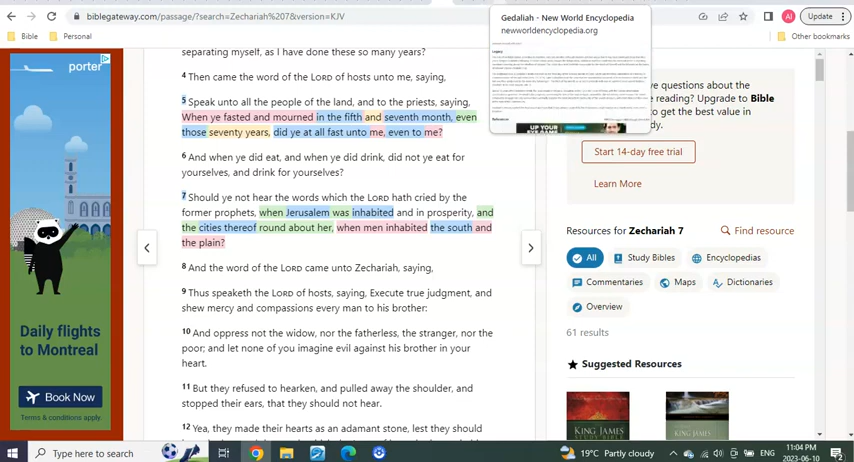 biblegateway.com/passage/?search=Zechariah%207&version=KJV
AI
Update
Bible
Personal
Other bookmarks
Gedaliah - New World Encyclopedia
newworldencyclopedia.org
UP YOUR
porter
Daily flights
to Montreal
Book Now
Terms & conditions apply.
separating myself, as I have done these so many years?
4 Then came the word of the LORD of hosts unto me, saying,
5 Speak unto all the people of the land, and to the priests, saying,
When ye fasted and mourned in the fifth and seventh month, even
those seventy years, did ye at all fast unto me, even to me?
6 And when ye did eat, and when ye did drink, did not ye eat for
yourselves, and drink for yourselves?
7 Should ye not hear the words which the LORD hath cried by the
former prophets, when Jerusalem was inhabited and in prosperity, and
the cities thereof round about her, when men inhabited the south and
the plain?
8 And the word of the LORD came unto Zechariah, saying,
9 Thus speaketh the LORD of hosts, saying, Execute true judgment, and
shew mercy and compassions every man to his brother:
10 And oppress not the widow, nor the fatherless, the stranger, nor the
poor; and let none of you imagine evil against his brother in your
heart.
11 But they refused to hearken, and pulled away the shoulder, and
stopped their ears, that they should not hear.
12 Yea, they made their hearts as an adamant stone, lest they should
ve questions about the
reading? Upgrade to Bible
to get the best value in
dy.
Start 14-day free trial
Learn More
Resources for Zechariah 7
Find resource
All
Study Bibles
Encyclopedias
Commentaries
Maps
Dictionaries
Overview
61 results
Suggested Resources
KING JAMES
STUDY BIBLE
KING JAMES
Type here to search
19°C Partly cloudy
ENG
11:04 PM
2023-06-10
2